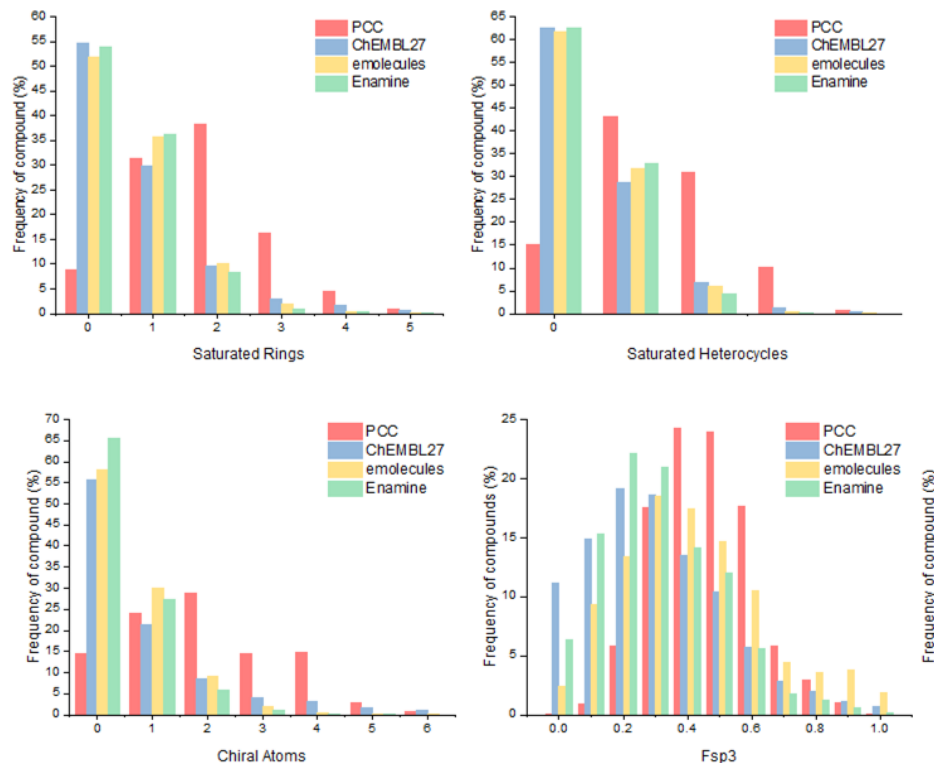 60
55
50
45
40
35
30
25
20
15
10
5
0
Frequency of compound (%)
PCC
ChEMBL27
emolecules
Enamine
0 1 2 3 4 5
Saturated Rings
65
60
55
50
45
40
35
30
25
20
15
10
5
0
Frequency of compound (%)
PCC
ChEMBL27
emolecules
Enamine
0
Saturated Heterocycles
70
65
60
55
50
45
40
35
30
25
20
15
10
5
0
Frequency of compound (%)
PCC
ChEMBL27
emolecules
Enamine
0 1 2 3 4 5 6
Chiral Atoms
25
20
15
10
5
0
Frequency of compounds (%)
PCC
ChEMBL27
emolecules
Enamine
0.0 0.2 0.4 0.6 0.8 1.0
Fsp3
Frequency of compounds (%)